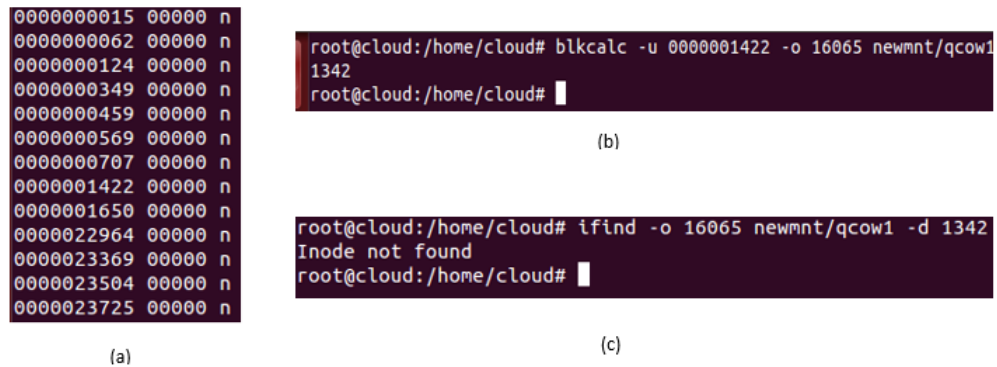 0000000015 00000 n
0000000062 00000 n
0000000124 00000 n
0000000349 00000 n
0000000459 00000 n
0000000569 00000 n
0000000707 00000 n
0000001422 00000 n
0000001650 00000 n
0000022964 00000 n
0000023369 00000 n
0000023504 00000 n
0000023725 00000 n
(a)
root@cloud:/home/cloud# blkcalc -u 0000001422 -o 16065 newmnt/qcow1
1342
root@cloud:/home/cloud#
(b)
root@cloud:/home/cloud# ifind -o 16065 newmnt/qcow1 -d 1342
Inode not found
root@cloud:/home/cloud#
(c)